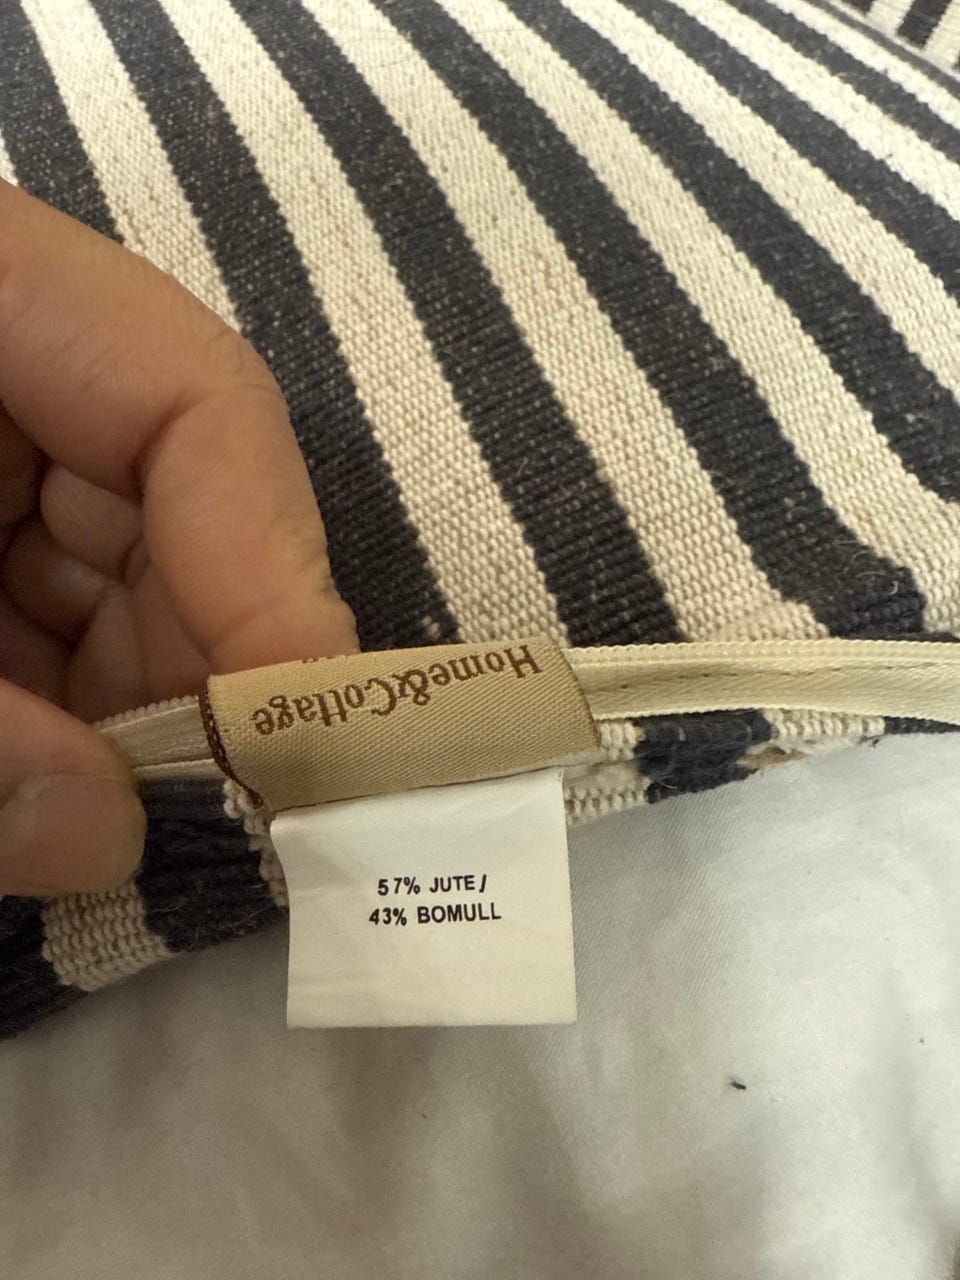 Home&Cottage
57% JUTE/
43% BOMULL